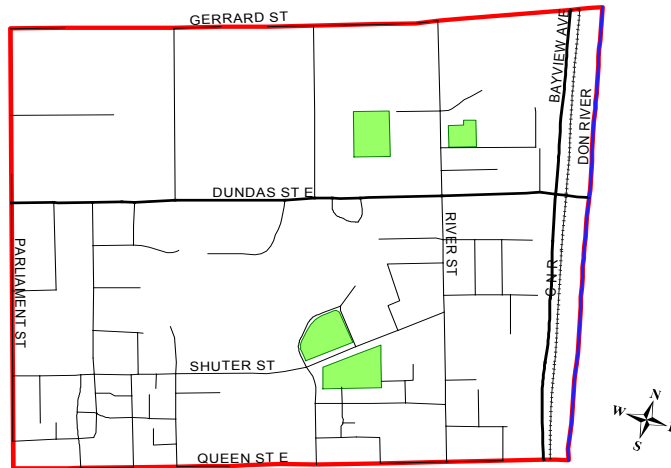 GERRARD ST
BAYVIEW AVE
DON RIVER
DUNDAS ST E
PARLIAMENT ST
RIVER ST
C N R
SHUTER ST
QUEEN ST E
N
W
E
S